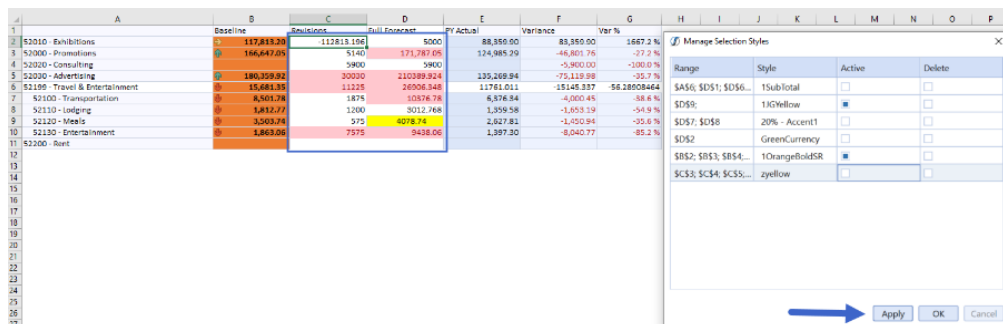 A B C D E F G H I J K L M N O P
1 Baseline Revisions Full Forecast PY Actual Variance Var %
2 52010 - Exhibitions 117,813.20 -112813.196 5000 88,359.90 83,359.90 1667.2 %
3 52000 - Promotions 166,647.05 5140 171,787.05 124,985.29 -46,801.76 -27.2 %
4 52020 - Consulting 5900 5900 -5,900.00 -100.0 %
5 52030 - Advertising 180,359.92 30030 210389.924 135,269.94 -75,119.98 -35.7 %
6 52199 - Travel & Entertainment 15,681.35 11225 26906.348 11761.011 -15145.337 -56.28908464
7 52100 - Transportation 8,501.78 1875 10376.78 6,376.34 -4,000.45 -38.6 %
8 52110 - Lodging 1,812.77 1200 3012.768 1,359.58 -1,653.19 -54.9 %
9 52120 - Meals 3,503.74 575 4078.74 2,627.81 -1,450.94 -35.6 %
10 52130 - Entertainment 1,863.06 7575 9438.06 1,397.30 -8,040.77 -85.2 %
11 52200 - Rent
12
13
14
15
16
17
18
19
20
21
22
23
24
25
26
Manage Selection Styles
Range Style Active Delete
$A$6; $D$1; $D$6... 1SubTotal
$D$9; 1JGYellow
$D$7; $D$8 20% - Accent1
$D$2 GreenCurrency
$B$2; $B$3; $B$4;... 1OrangeBoldSR
$C$3; $C$4; $C$5;... zyellow
Apply OK Cancel